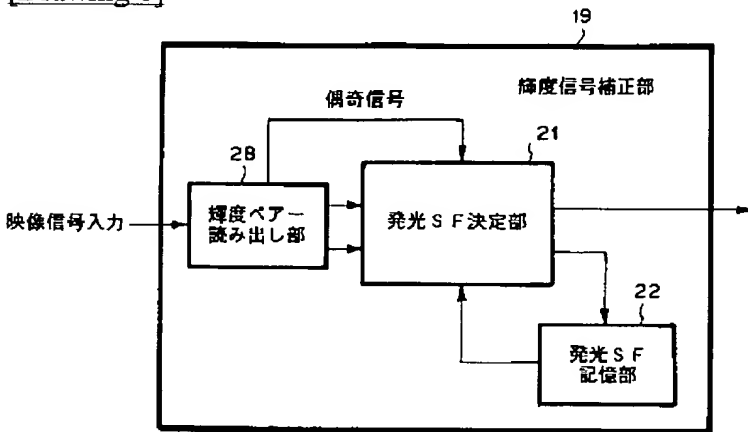 19
輝度信号補正部
偶奇信号
21
28
映像信号入力
輝度ペアー
読み出し部
発光SF決定部
22
発光SF
記憶部